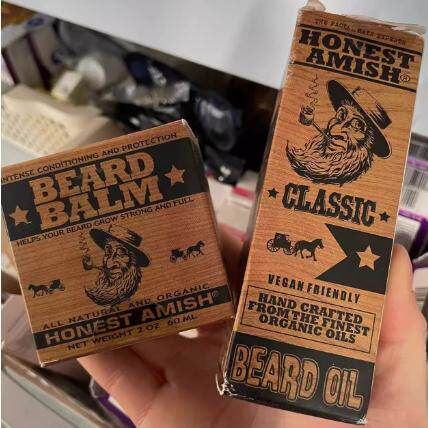 INTENSE CONDITIONING AND PROTECTION
BEARD
BALM
HELPS YOUR BEARD GROW STRONG AND FULL
ALL NATURAL AND ORGANIC
HONEST AMISH®
NET WEIGHT 2 OZ 60 ML
HONEST
AMISH®
CLASSIC
VEGAN FRIENDLY
HAND CRAFTED
FROM THE FINEST
ORGANIC OILS
BEARD OIL